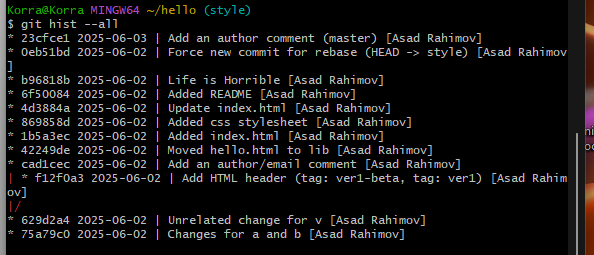 Korra@Korra MINGW64 ~/hello (style)
$ git hist --all
* 23cfce1 2025-06-03 | Add an author comment (master) [Asad Rahimov]
* 0eb51bd 2025-06-02 | Force new commit for rebase (HEAD -> style) [Asad Rahimov
]
* b96818b 2025-06-02 | Life is Horrible [Asad Rahimov]
* 6f50084 2025-06-02 | Added README [Asad Rahimov]
* 4d3884a 2025-06-02 | Update index.html [Asad Rahimov]
* 869858d 2025-06-02 | Added css stylesheet [Asad Rahimov]
* 1b5a3ec 2025-06-02 | Added index.html [Asad Rahimov]
* 42249de 2025-06-02 | Moved hello.html to lib [Asad Rahimov]
* cad1cec 2025-06-02 | Add an author/email comment [Asad Rahimov]
| * f12f0a3 2025-06-02 | Add HTML header (tag: ver1-beta, tag: ver1) [Asad Rahim
ov]
|/
* 629d2a4 2025-06-02 | Unrelated change for v [Asad Rahimov]
* 75a79c0 2025-06-02 | Changes for a and b [Asad Rahimov]